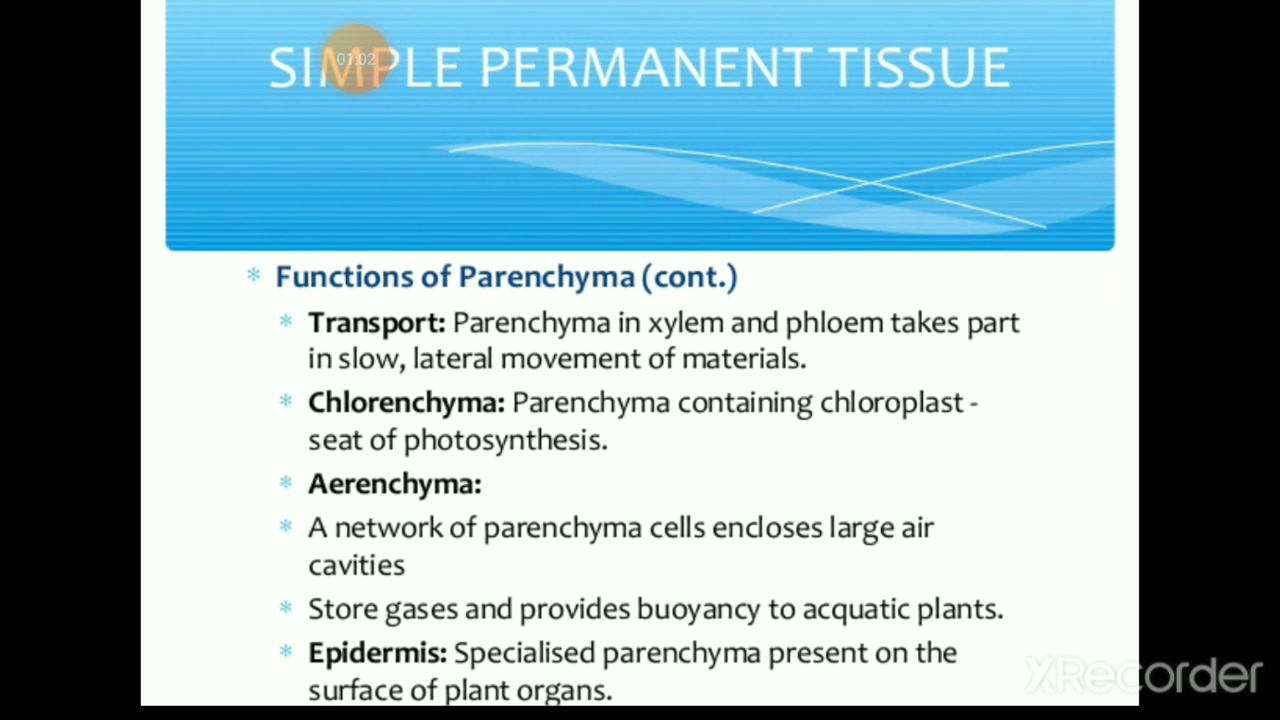 SIMPLE PERMANENT TISSUE
01:02
* Functions of Parenchyma (cont.)
* Transport: Parenchyma in xylem and phloem takes part
in slow, lateral movement of materials.
* Chlorenchyma: Parenchyma containing chloroplast -
seat of photosynthesis.
* Aerenchyma:
* A network of parenchyma cells encloses large air
cavities
* Store gases and provides buoyancy to acquatic plants.
* Epidermis: Specialised parenchyma present on the
surface of plant organs.
XRecorder